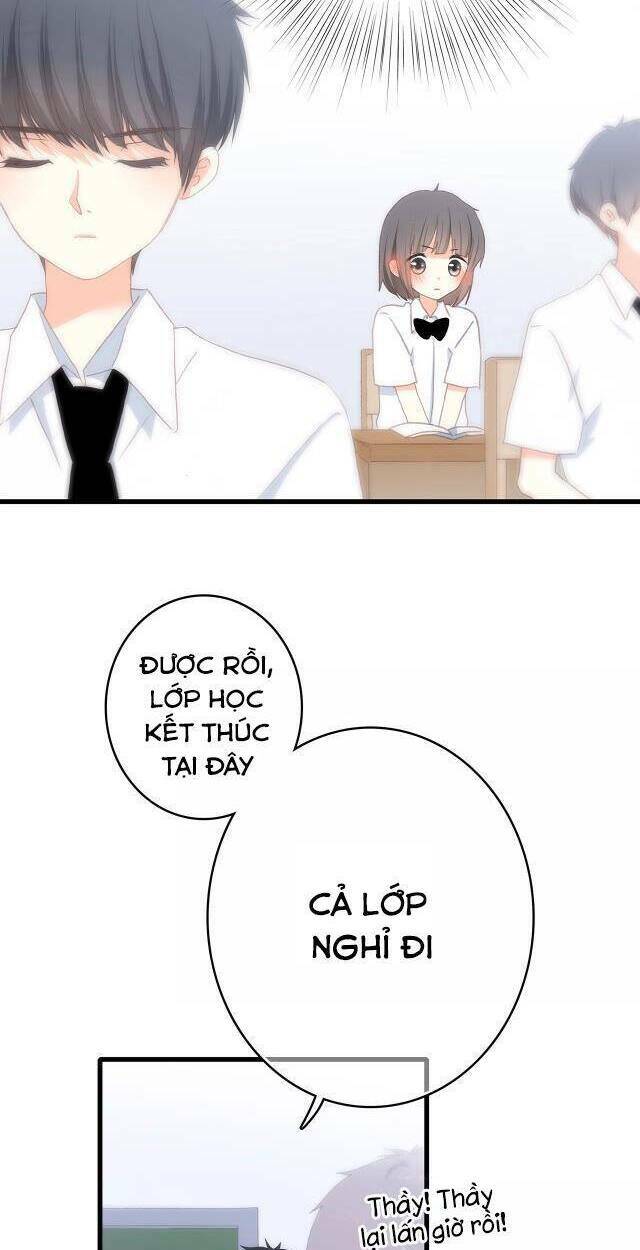 ĐƯỢC RỒI,
LỚP HỌC
KẾT THÚC
TẠI ĐÂY
CẢ LỚP
NGHỈ ĐI
Thầy! Thầy
lại lấn giờ rồi!